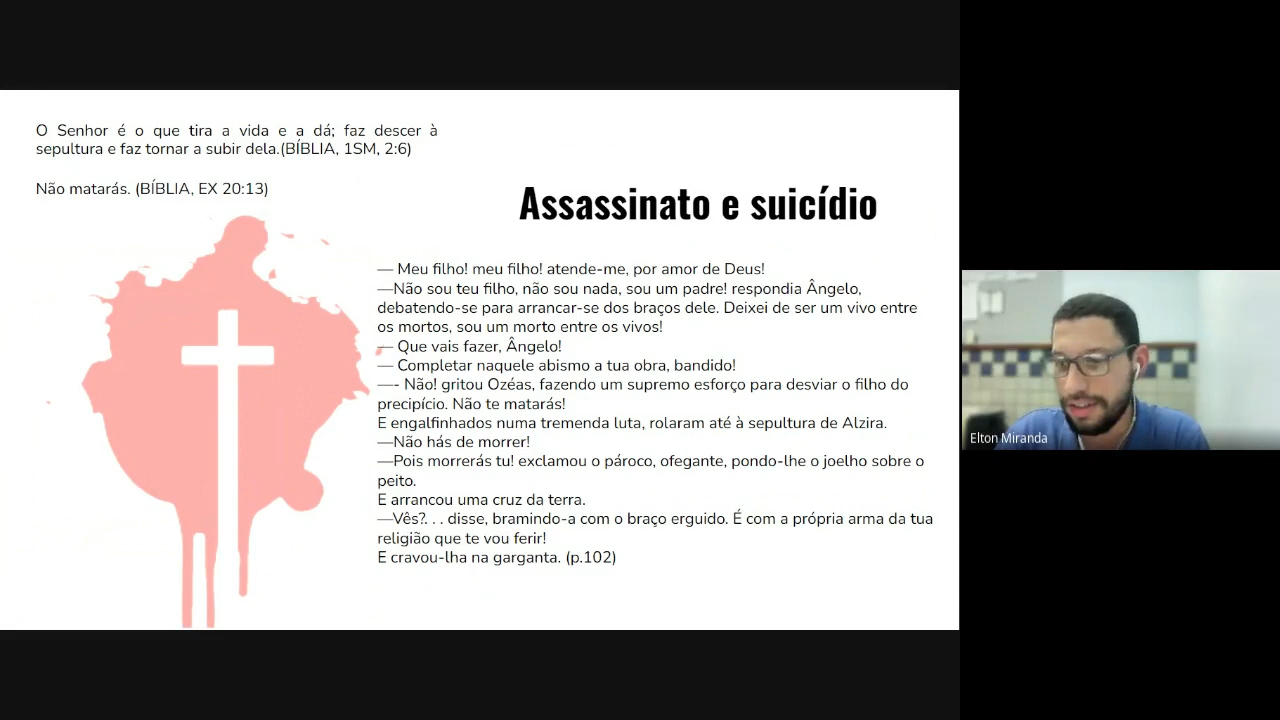 O Senhor é o que tira a vida e a dá; faz descer à
sepultura e faz tornar a subir dela.(BÍBLIA, 1SM, 2:6)
Não matarás. (BÍBLIA, EX 20:13)
Assassinato e suicídio
— Meu filho! meu filho! atende-me, por amor de Deus!
—Não sou teu filho, não sou nada, sou um padre! respondia Ângelo,
debatendo-se para arrancar-se dos braços dele. Deixei de ser um vivo entre
os mortos, sou um morto entre os vivos!
— Que vais fazer, Ângelo!
— Completar naquele abismo a tua obra, bandido!
—- Não! gritou Ozéas, fazendo um supremo esforço para desviar o filho do
precipício. Não te matarás!
E engalfinhados numa tremenda luta, rolaram até à sepultura de Alzira.
—Não hás de morrer!
—Pois morrerás tu! exclamou o pároco, ofegante, pondo-lhe o joelho sobre o
peito.
E arrancou uma cruz da terra.
—Vês?. . . disse, bramindo-a com o braço erguido. É com a própria arma da tua
religião que te vou ferir!
E cravou-lha na garganta. (p.102)
Elton Miranda